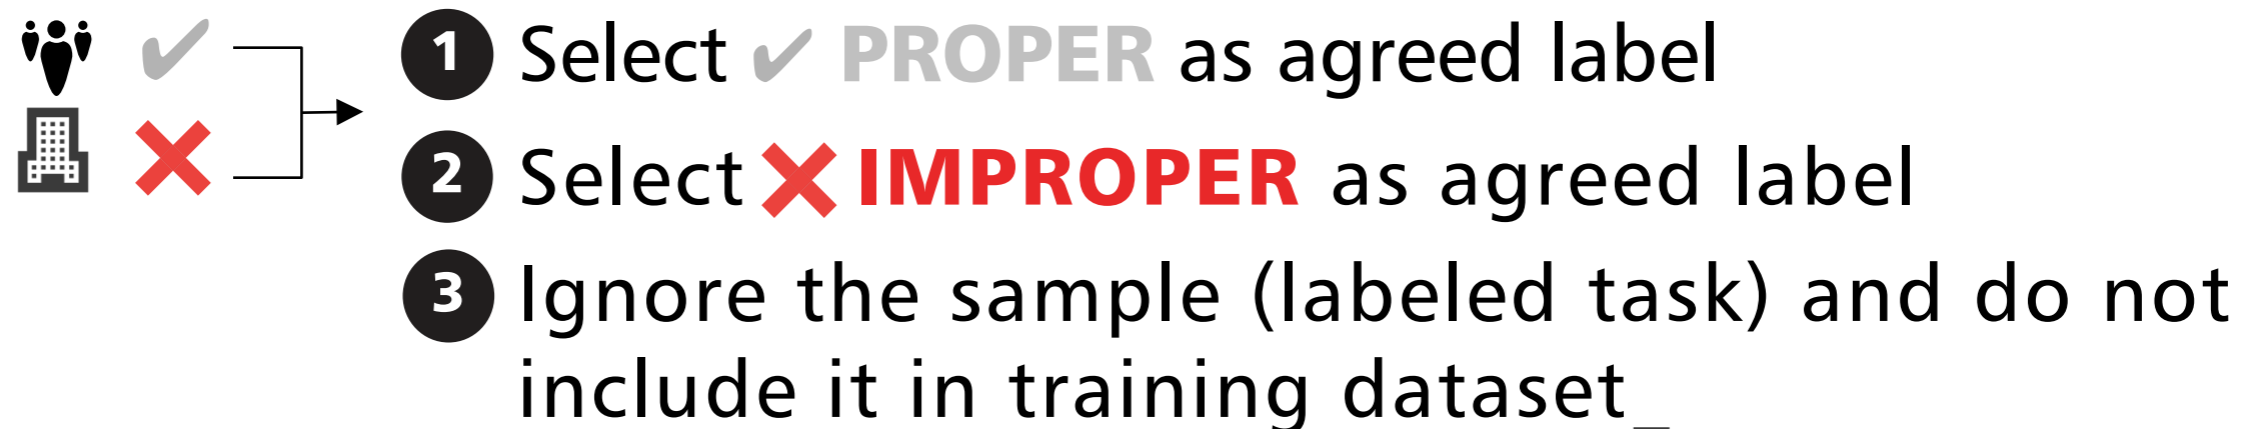 1 Select ✔ PROPER as agreed label
2 Select ✖ IMPROPER as agreed label
3 Ignore the sample (labeled task) and do not
include it in training dataset_